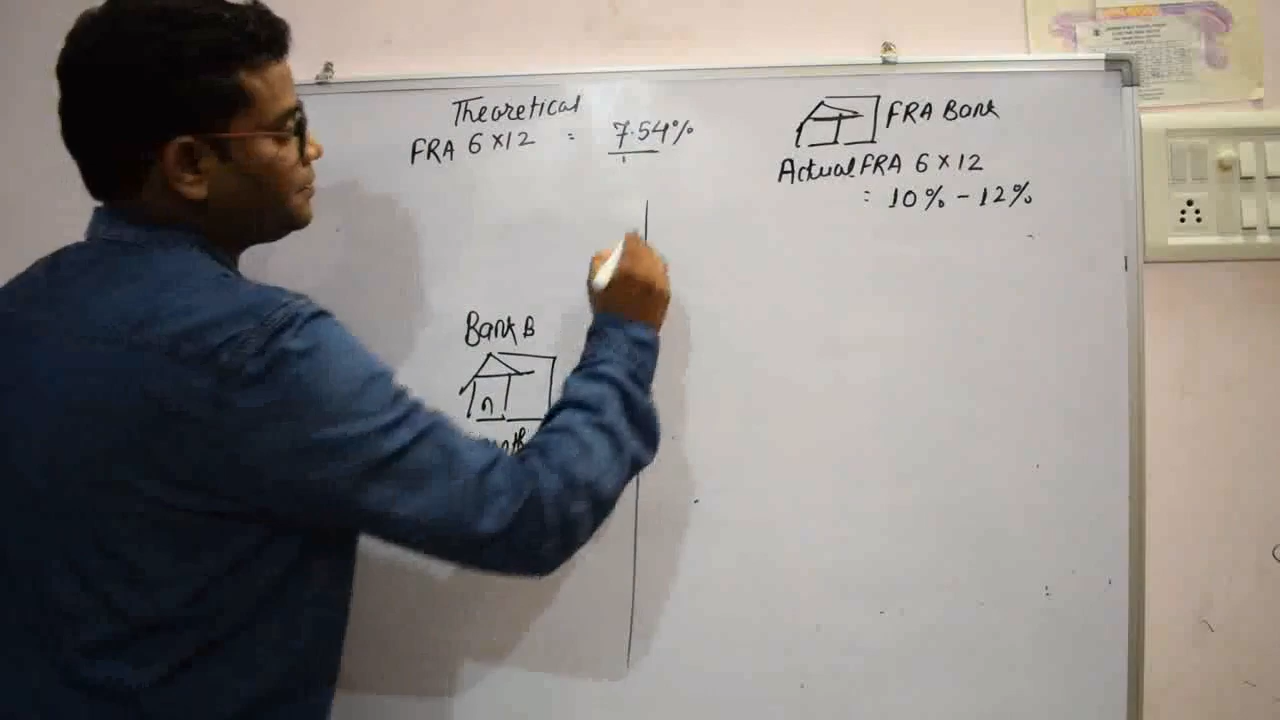 Theoretical
FRA 6 x 12 = 7.54%
FRA Bank
Actual FRA 6 x 12
= 10% - 12%
Bank B